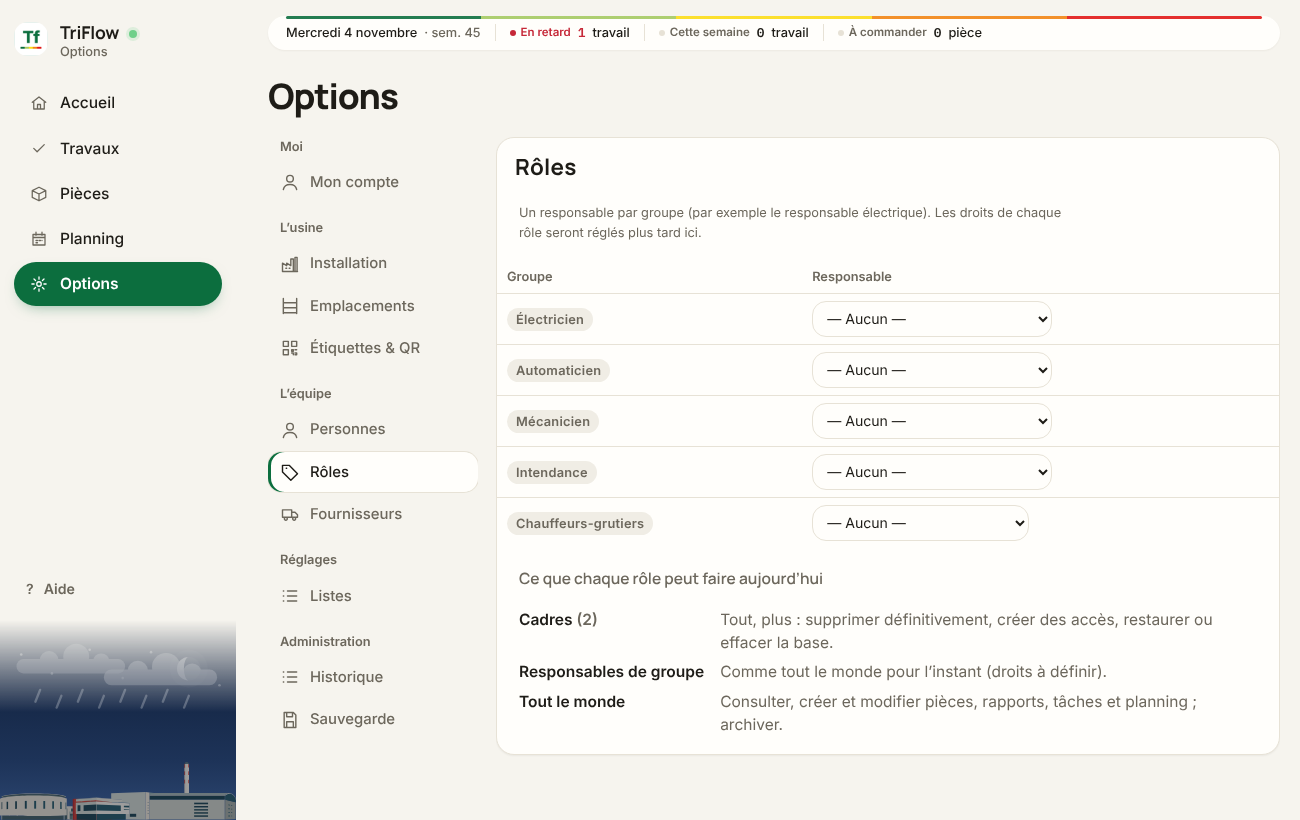 Tf
TriFlow
Options
Accueil
Travaux
Pièces
Planning
Options
? Aide
Mercredi 4 novembre · sem. 45
En retard 1 travail
Cette semaine 0 travail
À commander 0 pièce
Options
Moi
Mon compte
L’usine
Installation
Emplacements
Étiquettes & QR
L’équipe
Personnes
Rôles
Fournisseurs
Réglages
Listes
Administration
Historique
Sauvegarde
Rôles
Un responsable par groupe (par exemple le responsable électrique). Les droits de chaque
rôle seront réglés plus tard ici.
Groupe Responsable
Électricien — Aucun —
Automaticien — Aucun —
Mécanicien — Aucun —
Intendance — Aucun —
Chauffeurs-grutiers — Aucun —
Ce que chaque rôle peut faire aujourd’hui
Cadres (2) Tout, plus : supprimer définitivement, créer des accès, restaurer ou
effacer la base.
Responsables de groupe Comme tout le monde pour l’instant (droits à définir).
Tout le monde Consulter, créer et modifier pièces, rapports, tâches et planning ;
archiver.